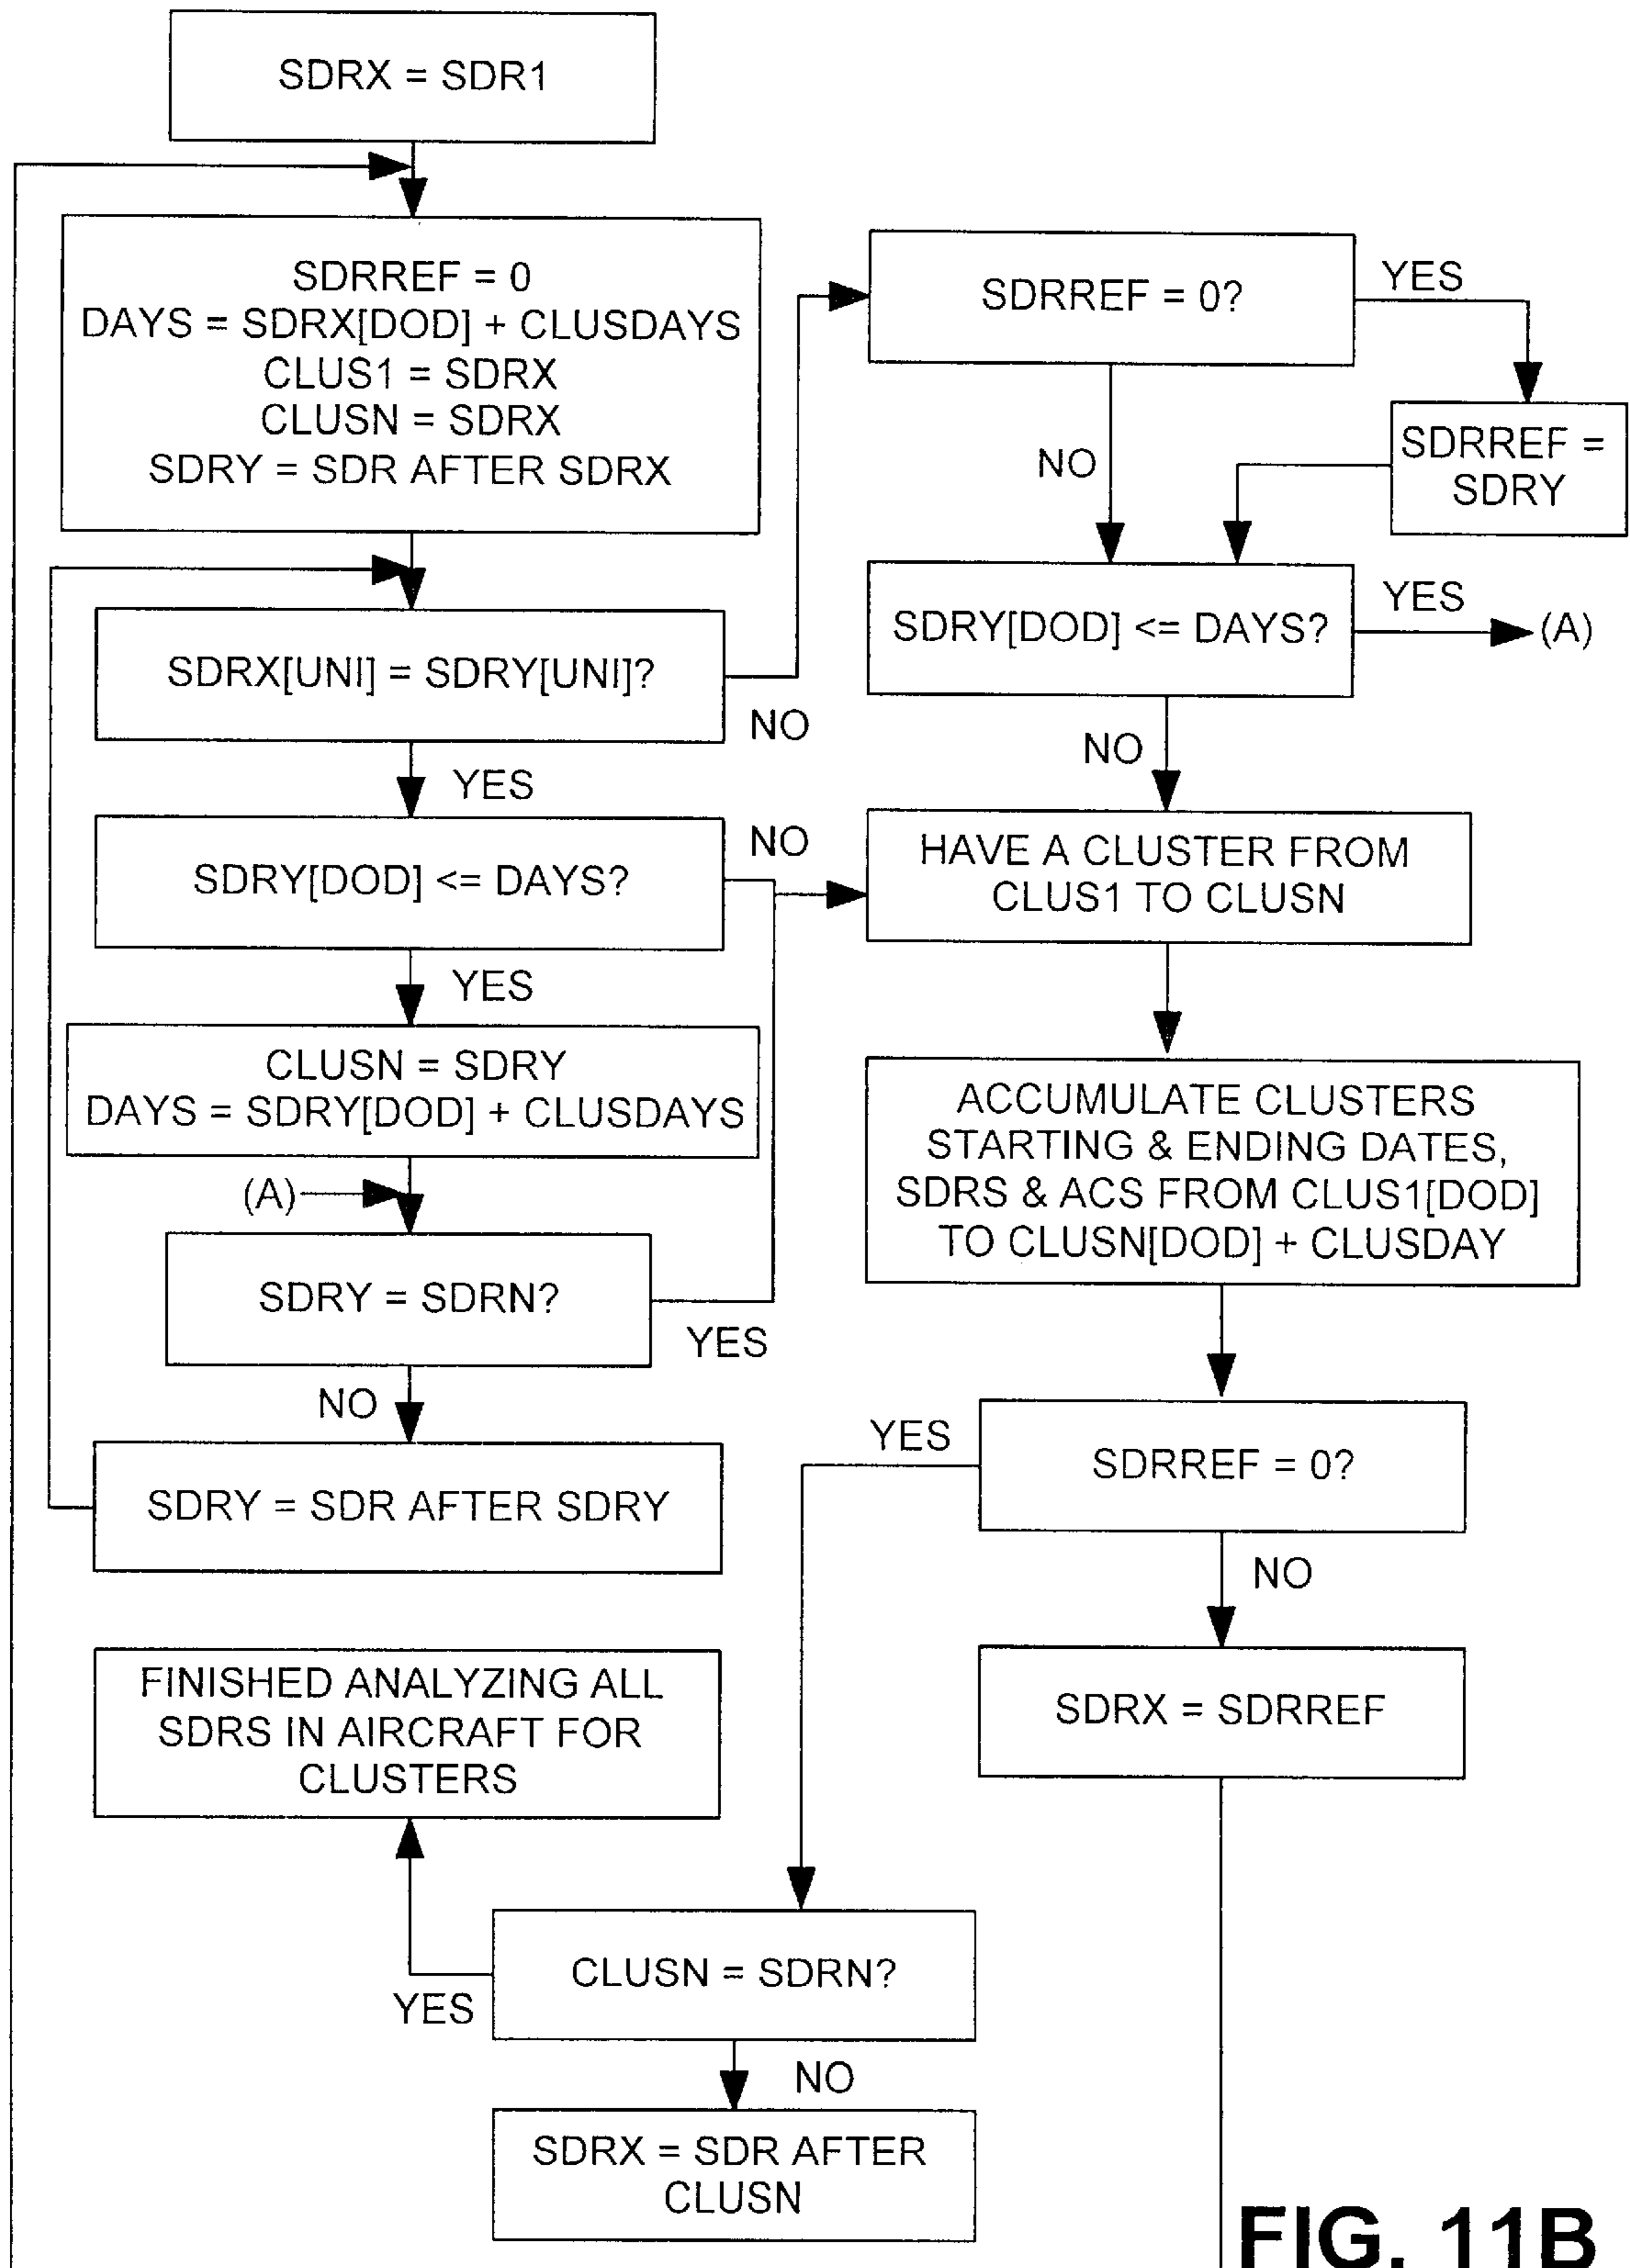 SDRX = SDR1
SDRREF = 0
DAYS = SDRX[DOD] + CLUSDAYS
CLUS1 = SDRX
CLUSN = SDRX
SDRY = SDR AFTER SDRX
SDRX[UNI] = SDRY[UNI]?
NO
YES
SDRY[DOD] <= DAYS?
NO
YES
CLUSN = SDRY
DAYS = SDRY[DOD] + CLUSDAYS
(A)
SDRY = SDRN?
YES
NO
SDRY = SDR AFTER SDRY
SDRREF = 0?
YES
NO
SDRREF =
SDRY
SDRY[DOD] <= DAYS?
YES
(A)
NO
HAVE A CLUSTER FROM
CLUS1 TO CLUSN
ACCUMULATE CLUSTERS
STARTING & ENDING DATES,
SDRS & ACS FROM CLUS1[DOD]
TO CLUSN[DOD] + CLUSDAY
SDRREF = 0?
YES
NO
SDRX = SDRREF
FINISHED ANALYZING ALL
SDRS IN AIRCRAFT FOR
CLUSTERS
CLUSN = SDRN?
YES
NO
SDRX = SDR AFTER
CLUSN
FIG. 11B